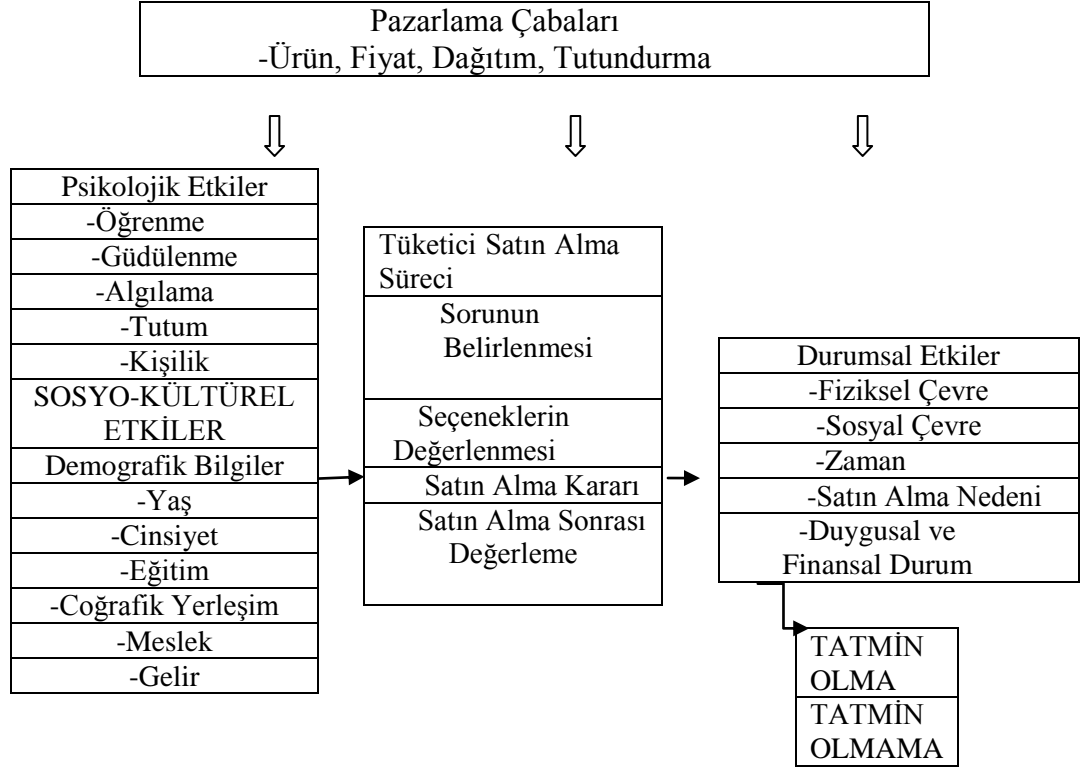 Pazarlama Çabaları
-Ürün, Fiyat, Dağıtım, Tutundurma
Psikolojik Etkiler
-Öğrenme
-Güdülenme
-Algılama
-Tutum
-Kişilik
SOSYO-KÜLTÜREL
ETKİLER
Demografik Bilgiler
-Yaş
-Cinsiyet
-Eğitim
-Coğrafik Yerleşim
-Meslek
-Gelir
Tüketici Satın Alma
Süreci
Sorunun
Belirlenmesi
Seçeneklerin
Değerlenmesi
Satın Alma Kararı
Satın Alma Sonrası
Değerleme
Durumsal Etkiler
-Fiziksel Çevre
-Sosyal Çevre
-Zaman
-Satın Alma Nedeni
-Duygusal ve
Finansal Durum
TATMİN
OLMA
TATMİN
OLMAMA